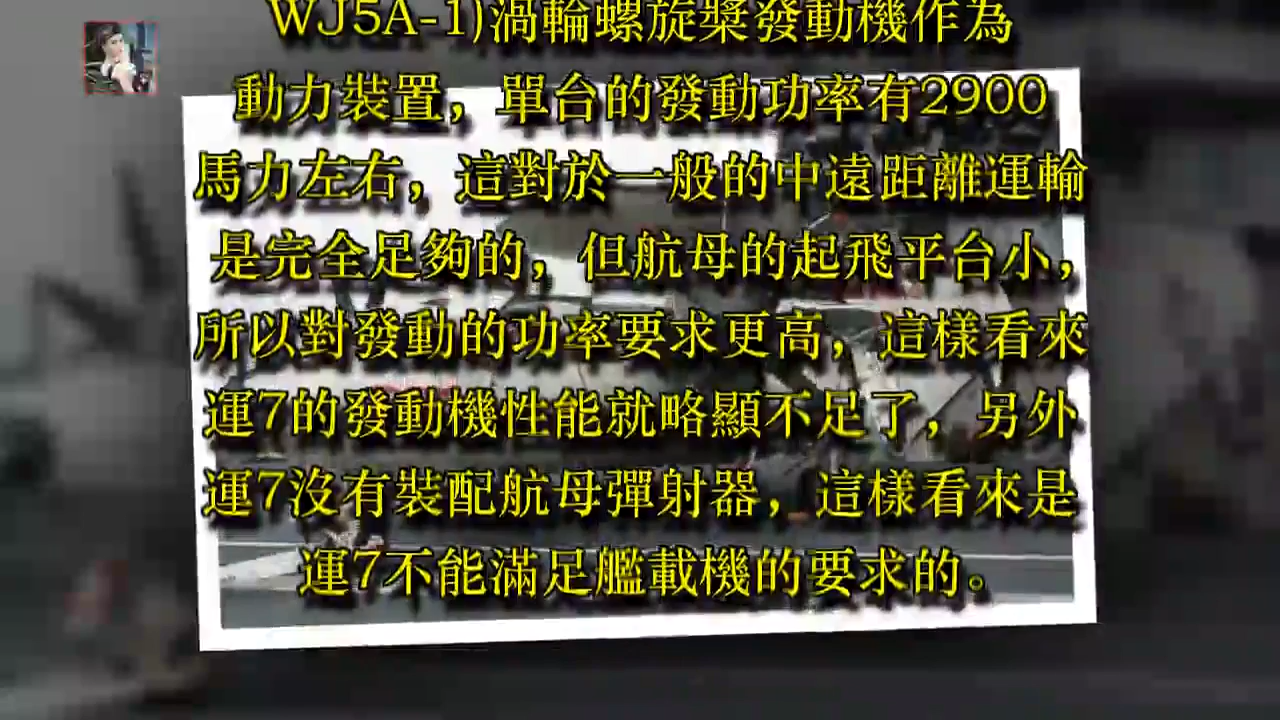 WJ5A-1)渦輪螺旋槳發動機作為
動力裝置，單台的發動功率有2900
馬力左右，這對於一般的中遠距離運輸
是完全足夠的，但航母的起飛平台小，
所以對發動的功率要求更高，這樣看來
運7的發動機性能就略顯不足了，另外
運7沒有裝配航母彈射器，這樣看來是
運7不能滿足艦載機的要求的。